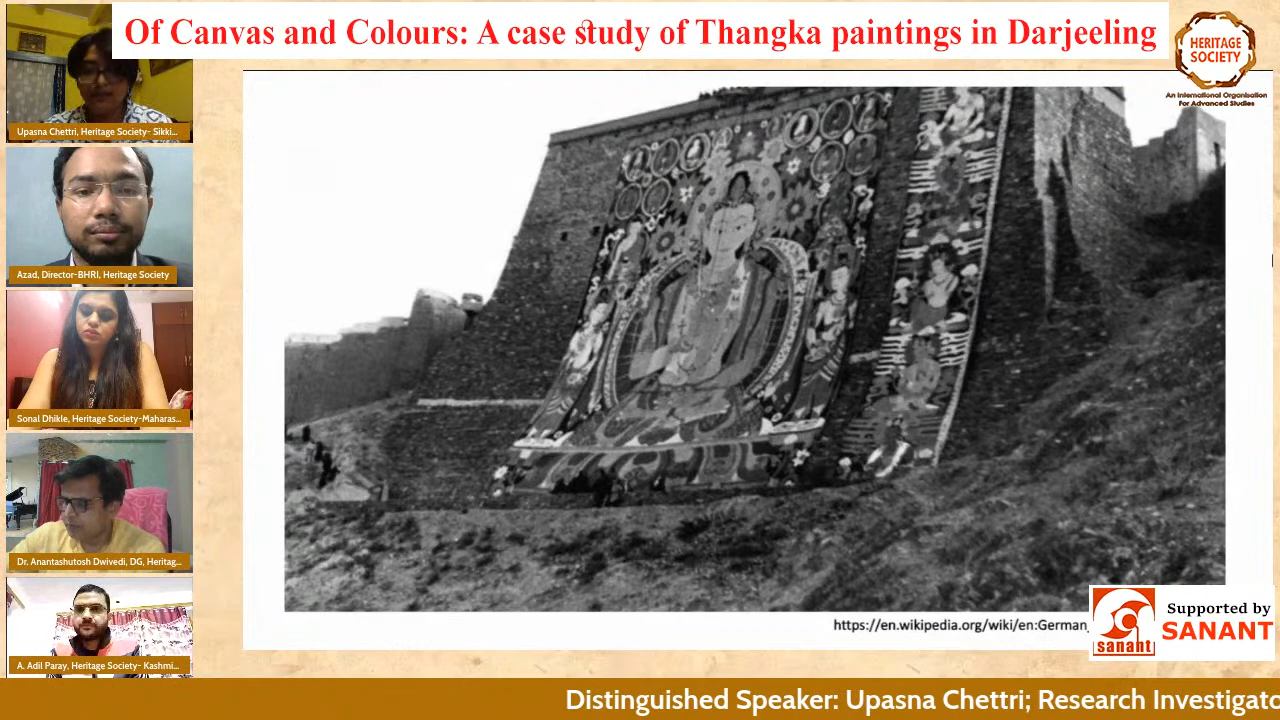 Of Canvas and Colours: A case study of Thangka paintings in Darjeeling
HERITAGE
SOCIETY
An International Organisation
For Advanced Studies
Upasna Chettri, Heritage Society- Sikki...
Azad, Director-BHRI, Heritage Society
Sonal Dhikle, Heritage Society-Maharas...
Dr. Anantashutosh Dwivedi, DG, Heritag...
A. Adil Paray, Heritage Society- Kashmi...
https://en.wikipedia.org/wiki/en:German_
sanant
Supported by
SANANT
Distinguished Speaker: Upasna Chettri; Research Investigato